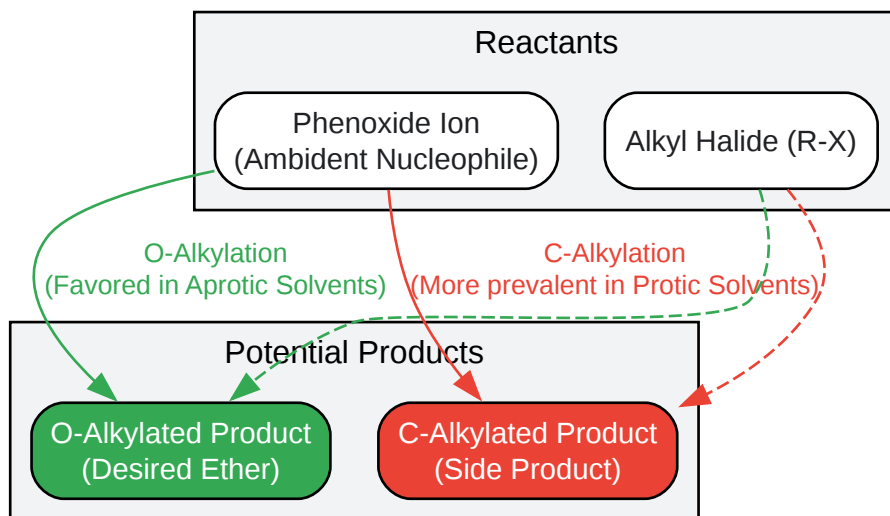 Reactants
Phenoxide Ion
(Ambident Nucleophile)
Alkyl Halide (R-X)
O-Alkylation
(Favored in Aprotic Solvents)
C-Alkylation
(More prevalent in Protic Solvents)
Potential Products
O-Alkylated Product
(Desired Ether)
C-Alkylated Product
(Side Product)